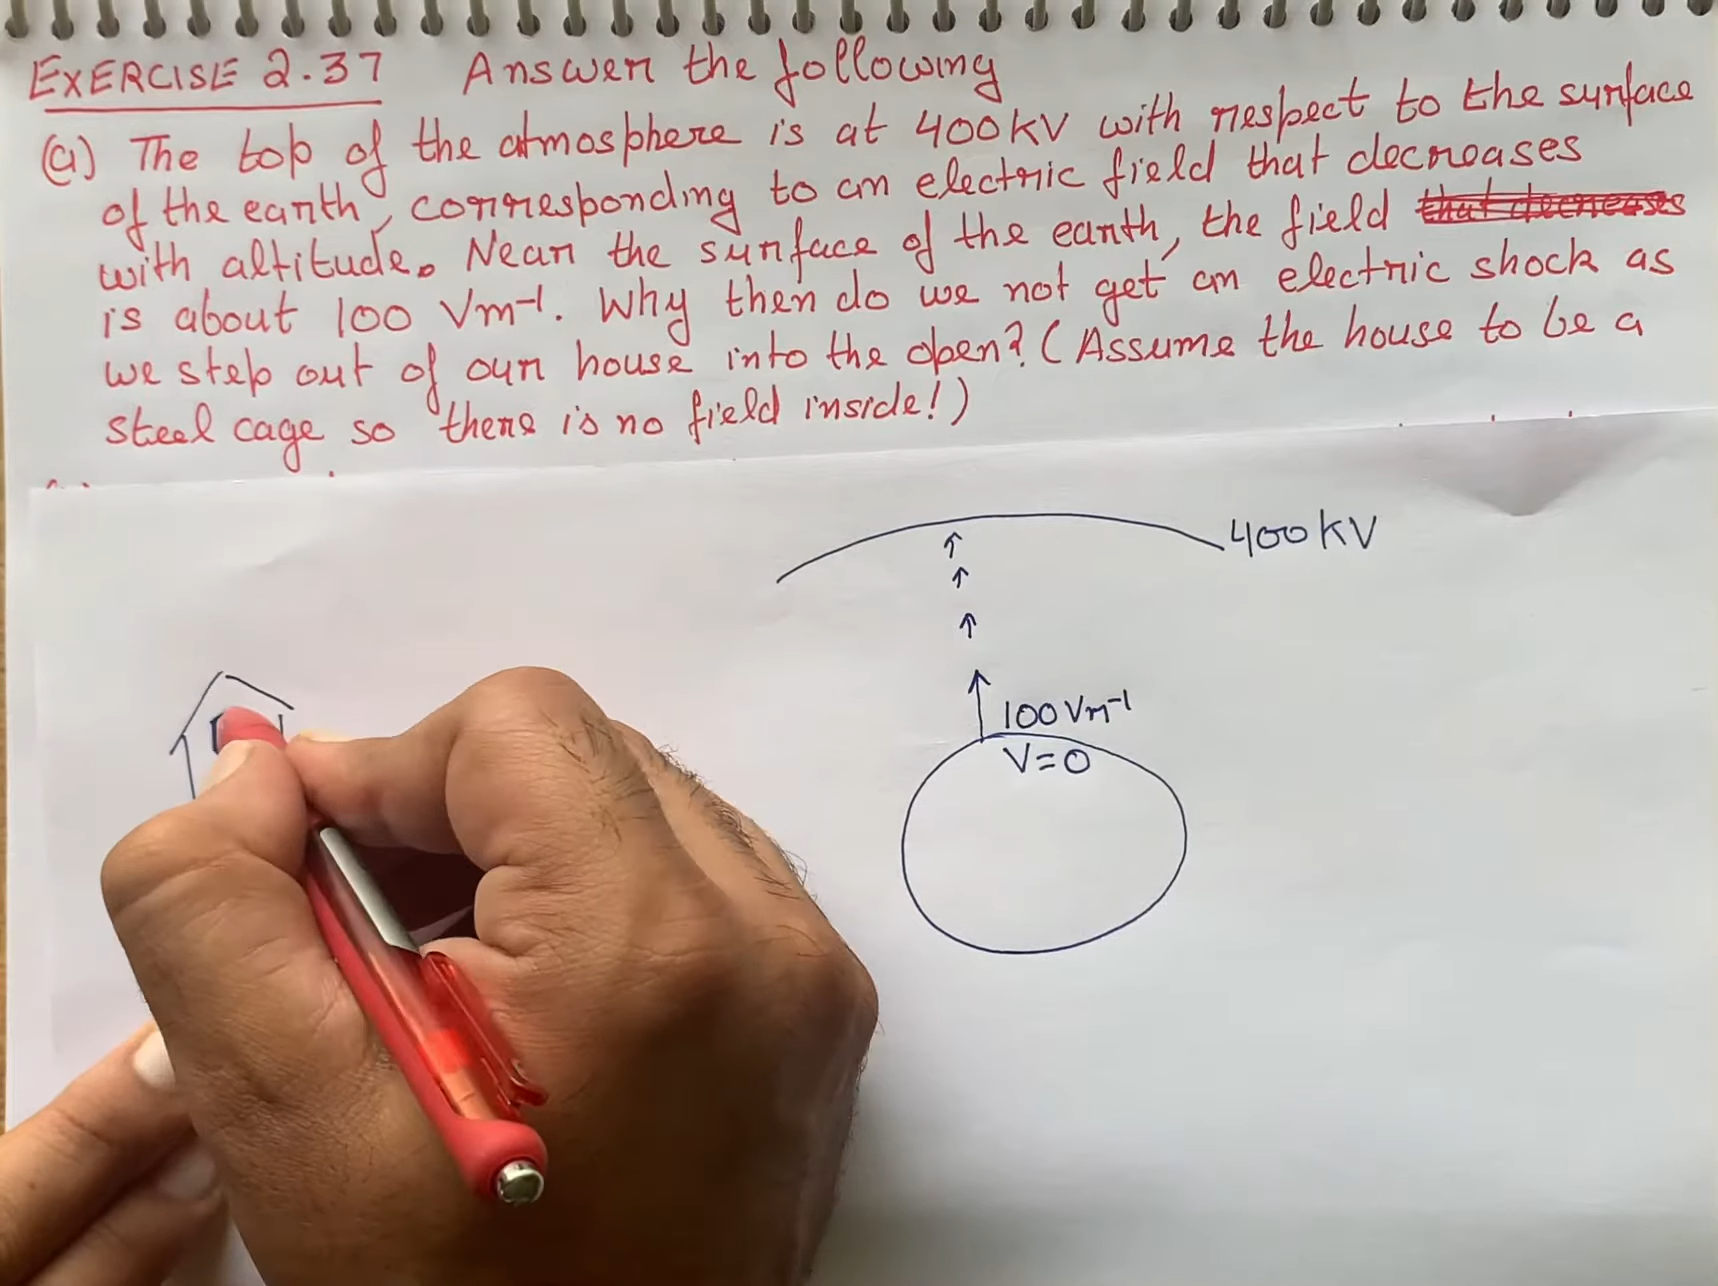 EXERCISE 2.37 Answer the following
(a) The top of the atmosphere is at 400kV with respect to the surface
of the earth, corresponding to an electric field that decreases
with altitude. Near the surface of the earth, the field that decreases
is about 100 Vm⁻¹. Why then do we not get an electric shock as
we step out of our house into the open? (Assume the house to be a
steel cage so there is no field inside!)
400KV
100Vm⁻¹
V=0